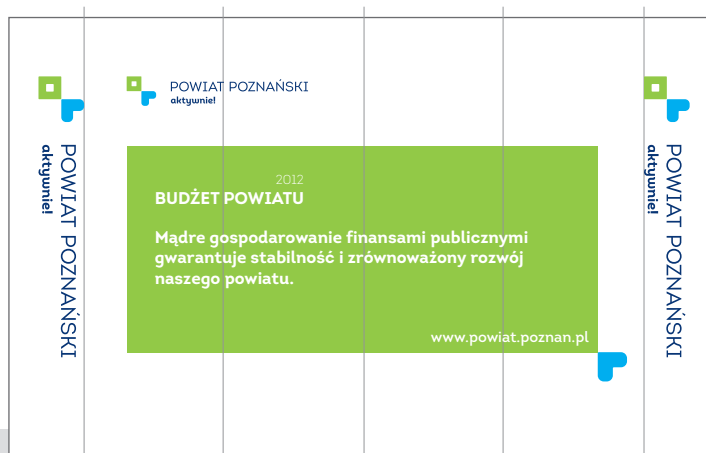 POWIAT POZNAŃSKI
aktywnie!
POWIAT POZNAŃSKI
aktywnie!
2012
BUDŻET POWIATU
Mądre gospodarowanie finansami publicznymi
gwarantuje stabilność i zrównoważony rozwój
naszego powiatu.
www.powiat.poznan.pl
POWIAT POZNAŃSKI
aktywnie!